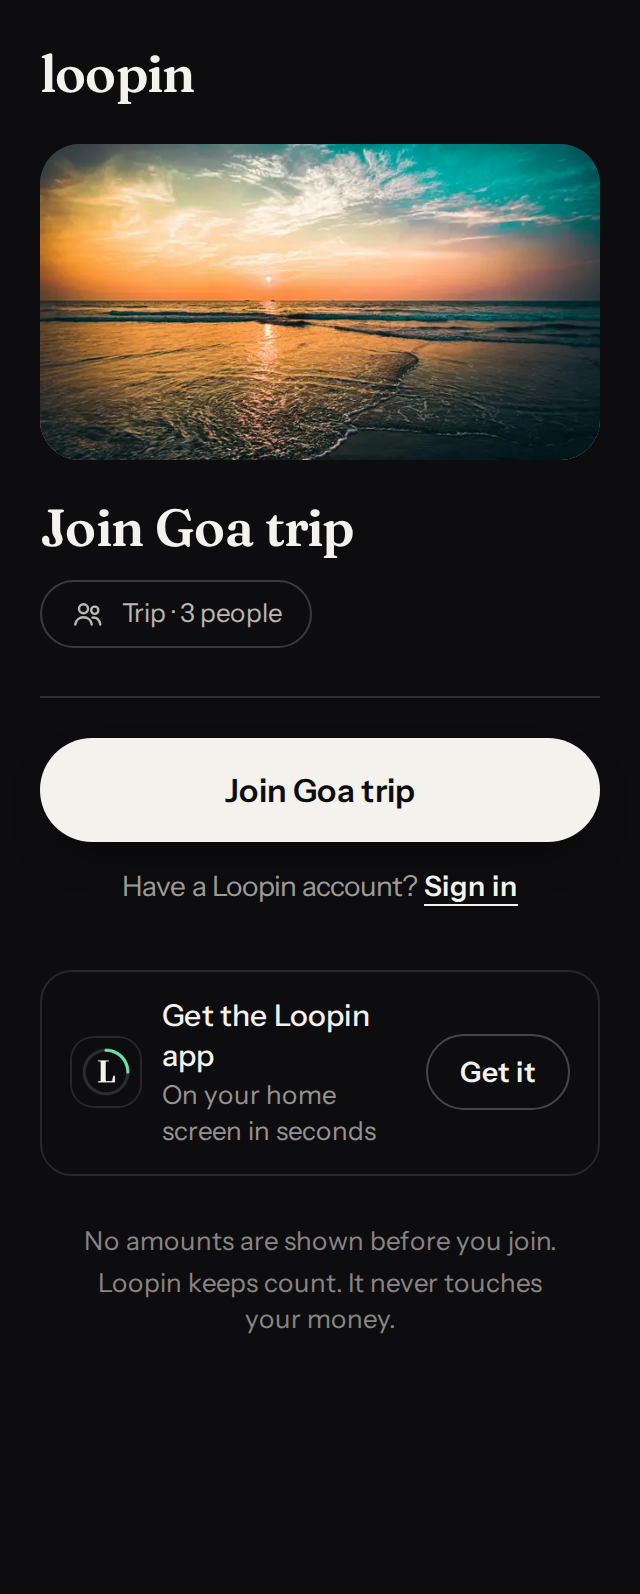 loopin
Join Goa trip
Trip · 3 people
Join Goa trip
Have a Loopin account? Sign in
Get the Loopin
app
On your home
screen in seconds
L
Get it
No amounts are shown before you join.
Loopin keeps count. It never touches
your money.